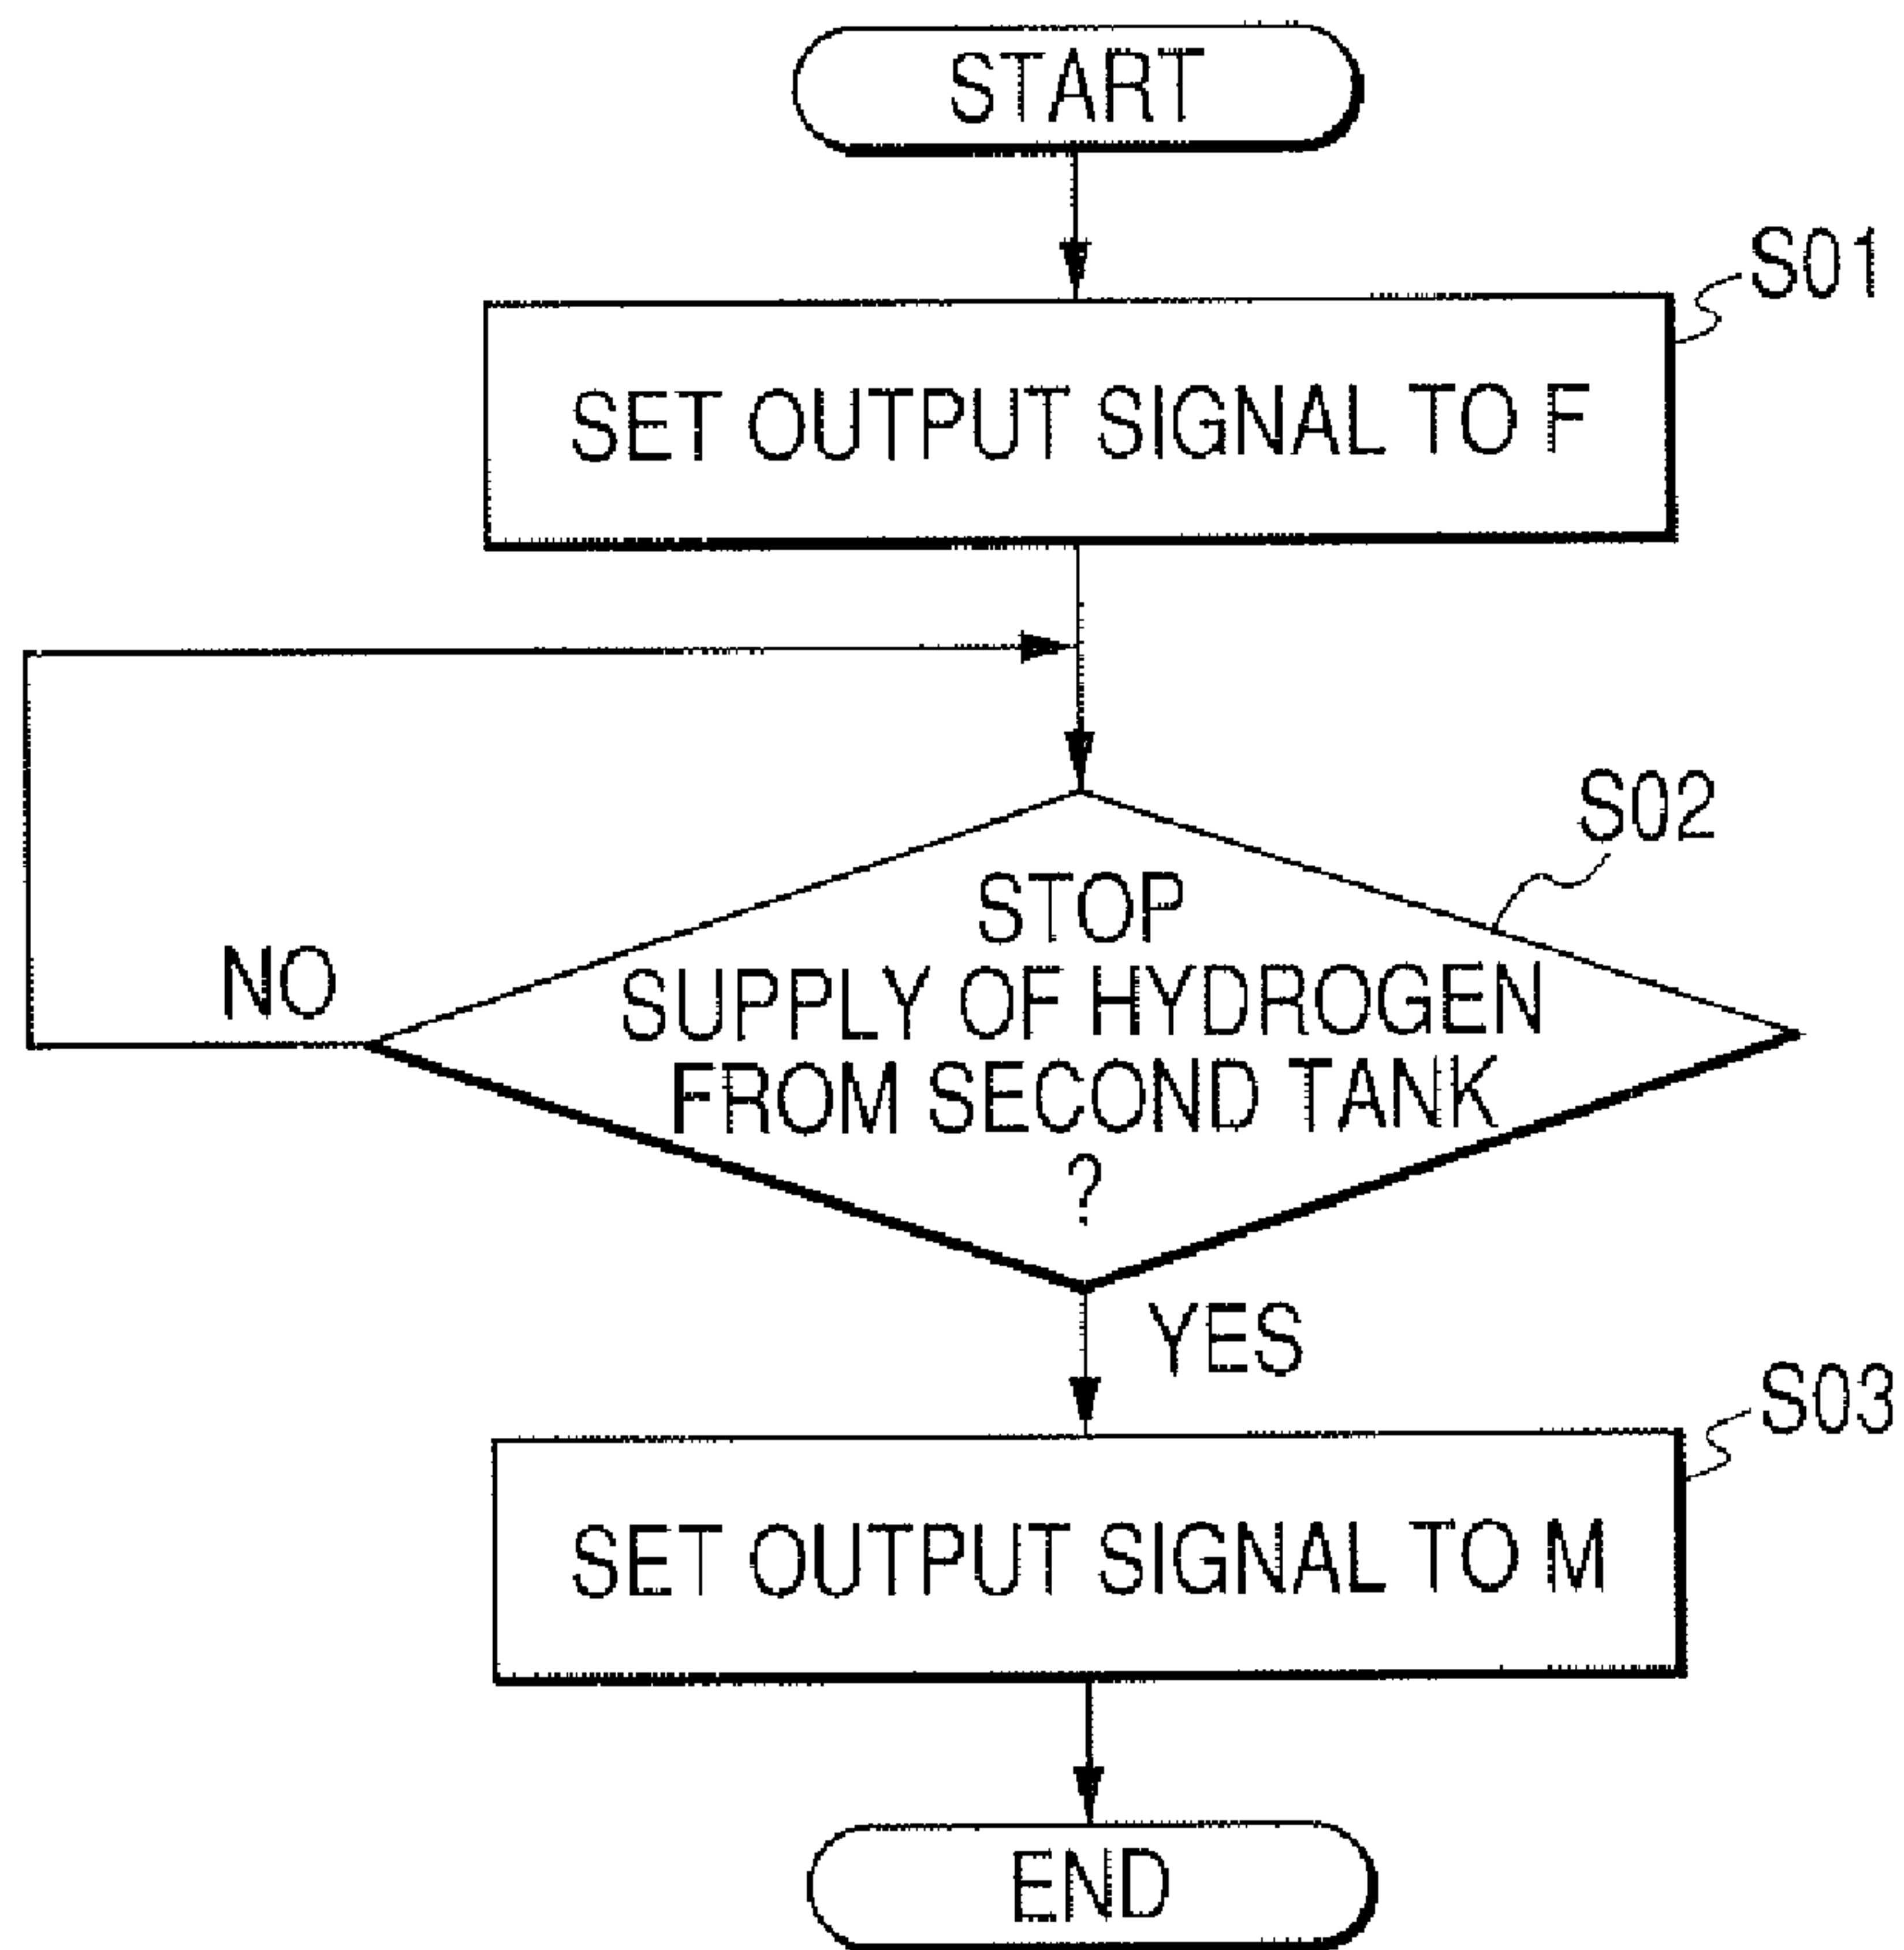 START
S01
SET OUTPUT SIGNAL TO F
S02
STOP
SUPPLY OF HYDROGEN
FROM SECOND TANK
?
NO
YES
S03
SET OUTPUT SIGNAL TO M
END